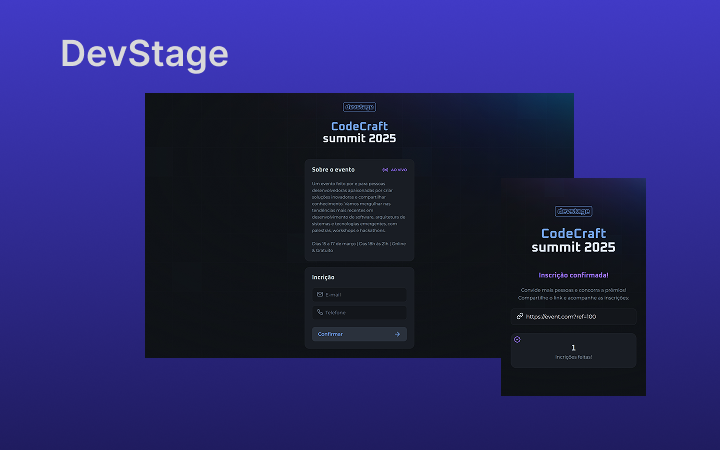 DevStage
devstage
CodeCraft
summit 2025
Sobre o evento
AO VIVO
Um evento feito por e para pessoas
desenvolvedoras apaixonadas por criar
soluções inovadoras e compartilhar
conhecimento. Vamos mergulhar nas
tendências mais recentes em
desenvolvimento de software, arquitetura de
sistemas e tecnologias emergentes, com
palestras, workshops e hackathons.
Dias 15 a 17 de março | Das 18h às 21h | Online
& Gratuito
Incrição
E-mail
Telefone
Confirmar
devstage
CodeCraft
summit 2025
Inscrição confirmada!
Convide mais pessoas e concorra a prêmios!
Compartilhe o link e acompanhe as inscrições:
https://event.com?ref=100
1
Incrições feitas!